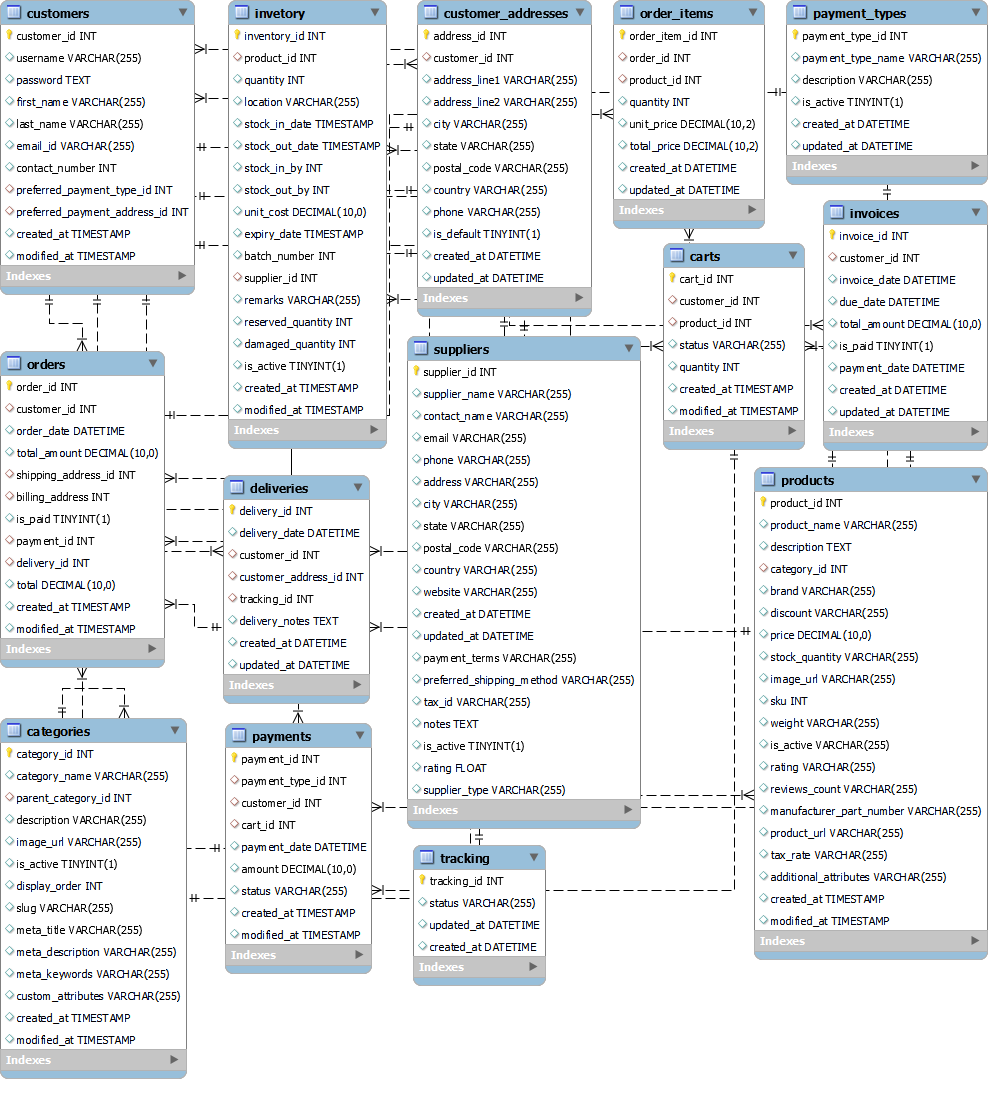 customers
customer_id INT
username VARCHAR(255)
password TEXT
first_name VARCHAR(255)
last_name VARCHAR(255)
email_id VARCHAR(255)
contact_number INT
preferred_payment_type_id INT
preferred_payment_address_id INT
created_at TIMESTAMP
modified_at TIMESTAMP
Indexes
invetory
inventory_id INT
product_id INT
quantity INT
location VARCHAR(255)
stock_in_date TIMESTAMP
stock_out_date TIMESTAMP
stock_in_by INT
stock_out_by INT
unit_cost DECIMAL(10,0)
expiry_date TIMESTAMP
batch_number INT
supplier_id INT
remarks VARCHAR(255)
reserved_quantity INT
damaged_quantity INT
is_active TINYINT(1)
created_at TIMESTAMP
modified_at TIMESTAMP
Indexes
customer_addresses
address_id INT
customer_id INT
address_line1 VARCHAR(255)
address_line2 VARCHAR(255)
city VARCHAR(255)
state VARCHAR(255)
postal_code VARCHAR(255)
country VARCHAR(255)
phone VARCHAR(255)
is_default TINYINT(1)
created_at DATETIME
updated_at DATETIME
Indexes
order_items
order_item_id INT
order_id INT
product_id INT
quantity INT
unit_price DECIMAL(10,2)
total_price DECIMAL(10,2)
created_at DATETIME
updated_at DATETIME
Indexes
payment_types
payment_type_id INT
payment_type_name VARCHAR(255)
description VARCHAR(255)
is_active TINYINT(1)
created_at DATETIME
updated_at DATETIME
Indexes
invoices
invoice_id INT
customer_id INT
invoice_date DATETIME
due_date DATETIME
total_amount DECIMAL(10,0)
is_paid TINYINT(1)
payment_date DATETIME
created_at DATETIME
updated_at DATETIME
Indexes
carts
cart_id INT
customer_id INT
product_id INT
status VARCHAR(255)
quantity INT
created_at TIMESTAMP
modified_at TIMESTAMP
Indexes
orders
order_id INT
customer_id INT
order_date DATETIME
total_amount DECIMAL(10,0)
shipping_address_id INT
billing_address INT
is_paid TINYINT(1)
payment_id INT
delivery_id INT
total DECIMAL(10,0)
created_at TIMESTAMP
modified_at TIMESTAMP
Indexes
suppliers
supplier_id INT
supplier_name VARCHAR(255)
contact_name VARCHAR(255)
email VARCHAR(255)
phone VARCHAR(255)
address VARCHAR(255)
city VARCHAR(255)
state VARCHAR(255)
postal_code VARCHAR(255)
country VARCHAR(255)
website VARCHAR(255)
created_at DATETIME
updated_at DATETIME
payment_terms VARCHAR(255)
preferred_shipping_method VARCHAR(255)
tax_id VARCHAR(255)
notes TEXT
is_active TINYINT(1)
rating FLOAT
supplier_type VARCHAR(255)
Indexes
deliveries
delivery_id INT
delivery_date DATETIME
customer_id INT
customer_address_id INT
tracking_id INT
delivery_notes TEXT
created_at DATETIME
updated_at DATETIME
Indexes
products
product_id INT
product_name VARCHAR(255)
description TEXT
category_id INT
brand VARCHAR(255)
discount VARCHAR(255)
price DECIMAL(10,0)
stock_quantity VARCHAR(255)
image_url VARCHAR(255)
sku INT
weight VARCHAR(255)
is_active VARCHAR(255)
rating VARCHAR(255)
reviews_count VARCHAR(255)
manufacturer_part_number VARCHAR(255)
product_url VARCHAR(255)
tax_rate VARCHAR(255)
additional_attributes VARCHAR(255)
created_at TIMESTAMP
modified_at TIMESTAMP
Indexes
categories
category_id INT
category_name VARCHAR(255)
parent_category_id INT
description VARCHAR(255)
image_url VARCHAR(255)
is_active TINYINT(1)
display_order INT
slug VARCHAR(255)
meta_title VARCHAR(255)
meta_description VARCHAR(255)
meta_keywords VARCHAR(255)
custom_attributes VARCHAR(255)
created_at TIMESTAMP
modified_at TIMESTAMP
Indexes
payments
payment_id INT
payment_type_id INT
customer_id INT
cart_id INT
payment_date DATETIME
amount DECIMAL(10,0)
status VARCHAR(255)
created_at TIMESTAMP
modified_at TIMESTAMP
Indexes
tracking
tracking_id INT
status VARCHAR(255)
updated_at DATETIME
created_at DATETIME
Indexes